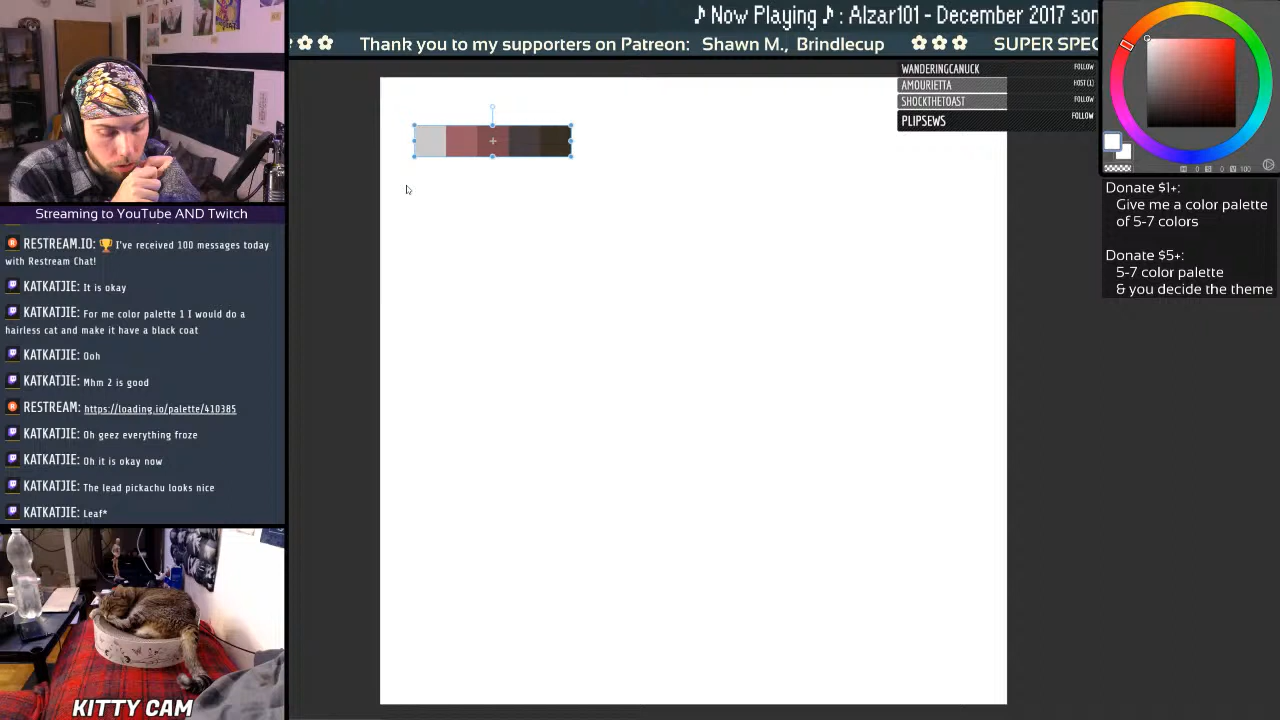 ♪ Now Playing ♪ : Alzar101 - December 2017 son
✿ ✿ ✿ Thank you to my supporters on Patreon: Shawn M., Brindlecup ✿ ✿ ✿ SUPER SPEC
WANDERINGCANUCK FOLLOW
AMOURIETTA HOST (1)
SHOCKTHETOAST FOLLOW
PLIPSEWS FOLLOW
H 0 S 0 V 100
Donate $1+:
Give me a color palette
of 5-7 colors
Donate $5+:
5-7 color palette
& you decide the theme
Streaming to YouTube AND Twitch
RESTREAM.IO: 🏆 I've received 100 messages today
with Restream Chat!
KATKATJIE: It is okay
KATKATJIE: For me color palette 1 I would do a
hairless cat and make it have a black coat
KATKATJIE: Ooh
KATKATJIE: Mhm 2 is good
RESTREAM: https://loading.io/palette/410385
KATKATJIE: Oh geez everything froze
KATKATJIE: Oh it is okay now
KATKATJIE: The lead pickachu looks nice
KATKATJIE: Leaf*
KITTY CAM